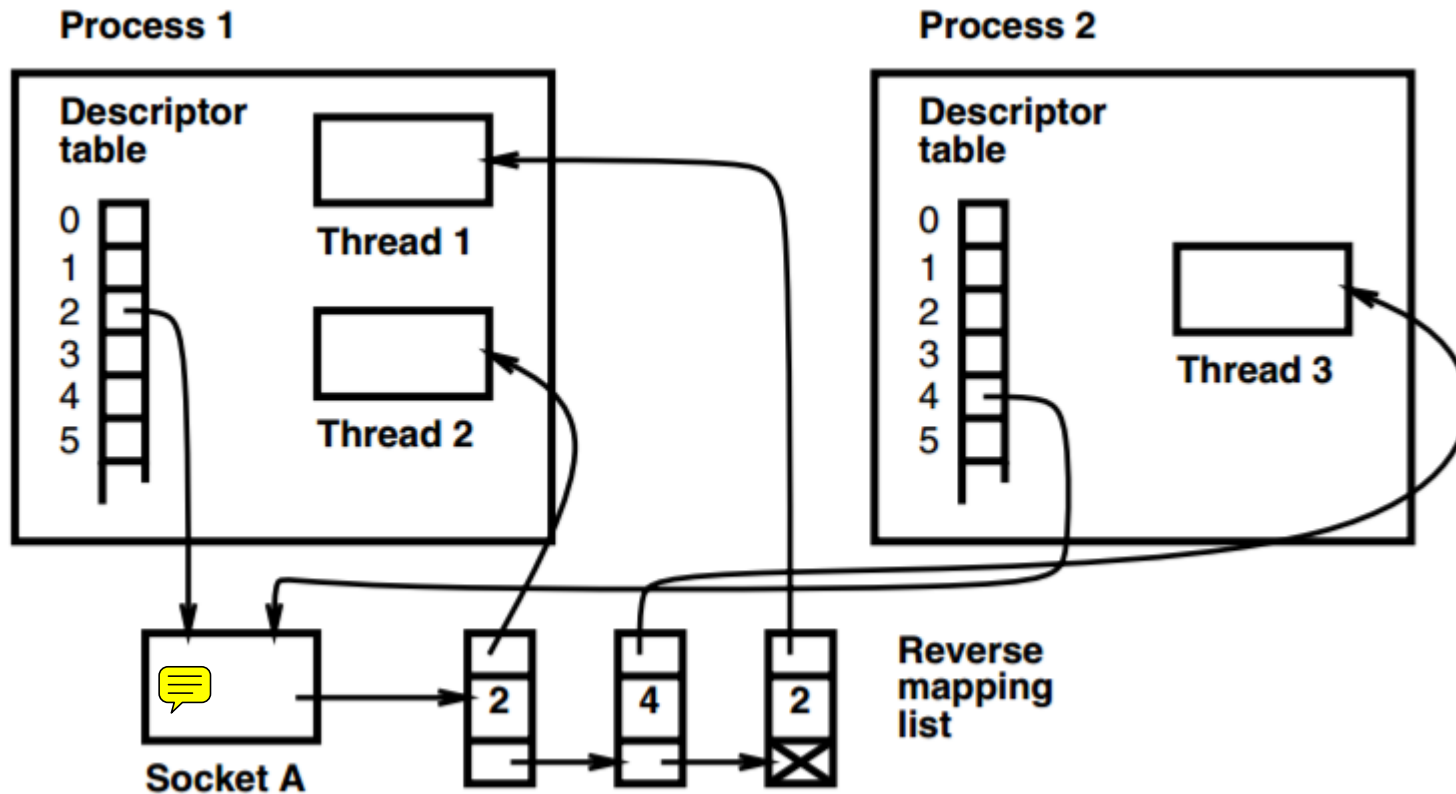 Process 1
Descriptor
table
0
1
2
3
4
5
Thread 1
Thread 2
Process 2
Descriptor
table
0
1
2
3
4
5
Thread 3
Socket A
2
4
2
Reverse
mapping
list